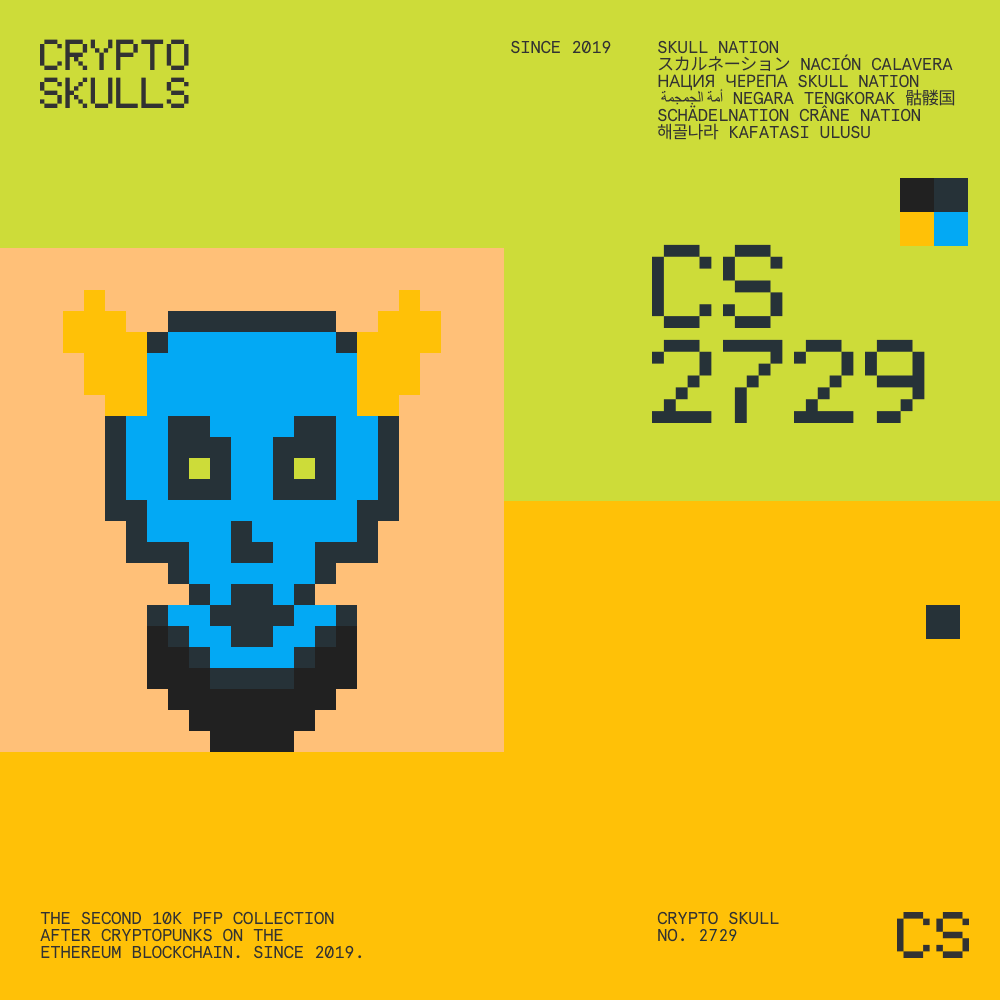 CRYPTO
SKULLS
SINCE 2019
SKULL NATION
スカルネーション NACIÓN CALAVERA
НАЦИЯ ЧЕРЕПА SKULL NATION
أمة الجمجمة NEGARA TENGKORAK 骷髅国
SCHÄDELNATION CRÂNE NATION
해골나라 KAFATASI ULUSU
CS
2729
THE SECOND 10K PFP COLLECTION
AFTER CRYPTOPUNKS ON THE
ETHEREUM BLOCKCHAIN. SINCE 2019.
CRYPTO SKULL
NO. 2729
CS